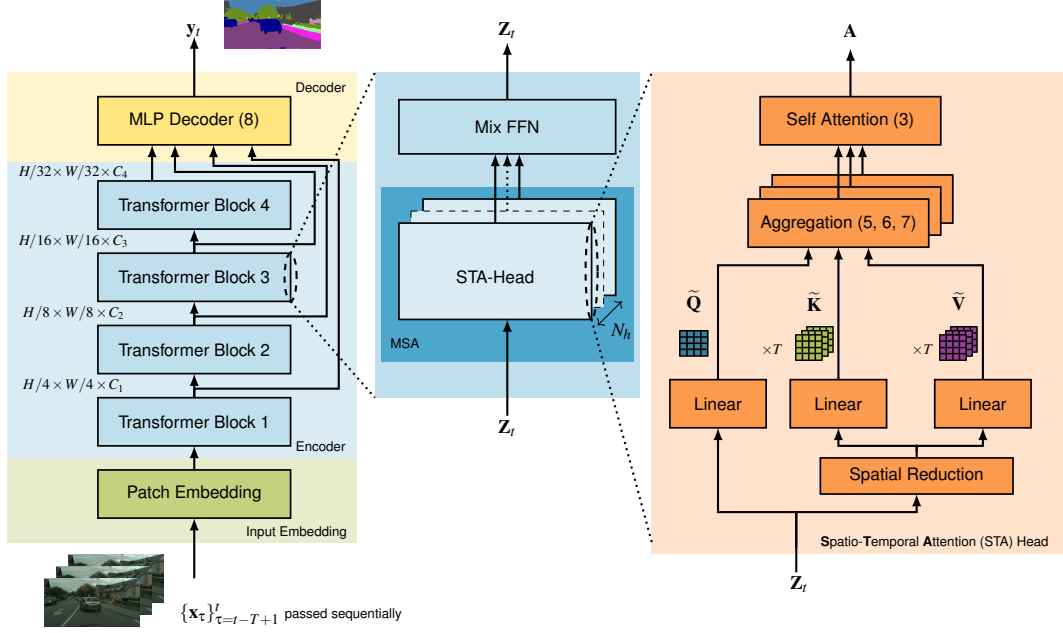 y_t
Decoder
MLP Decoder (8)
H/32×W/32×C_4
Transformer Block 4
H/16×W/16×C_3
Transformer Block 3
H/8×W/8×C_2
Transformer Block 2
H/4×W/4×C_1
Transformer Block 1
Encoder
Patch Embedding
Input Embedding
{x_τ}^t_{τ=t−T+1} passed sequentially
Z_t
Mix FFN
STA-Head
N_h
MSA
Z_t
A
Self Attention (3)
Aggregation (5, 6, 7)
Q̃ K̃ Ṽ
×T ×T
Linear Linear Linear
Spatial Reduction
Spatio-Temporal Attention (STA) Head
Z_t